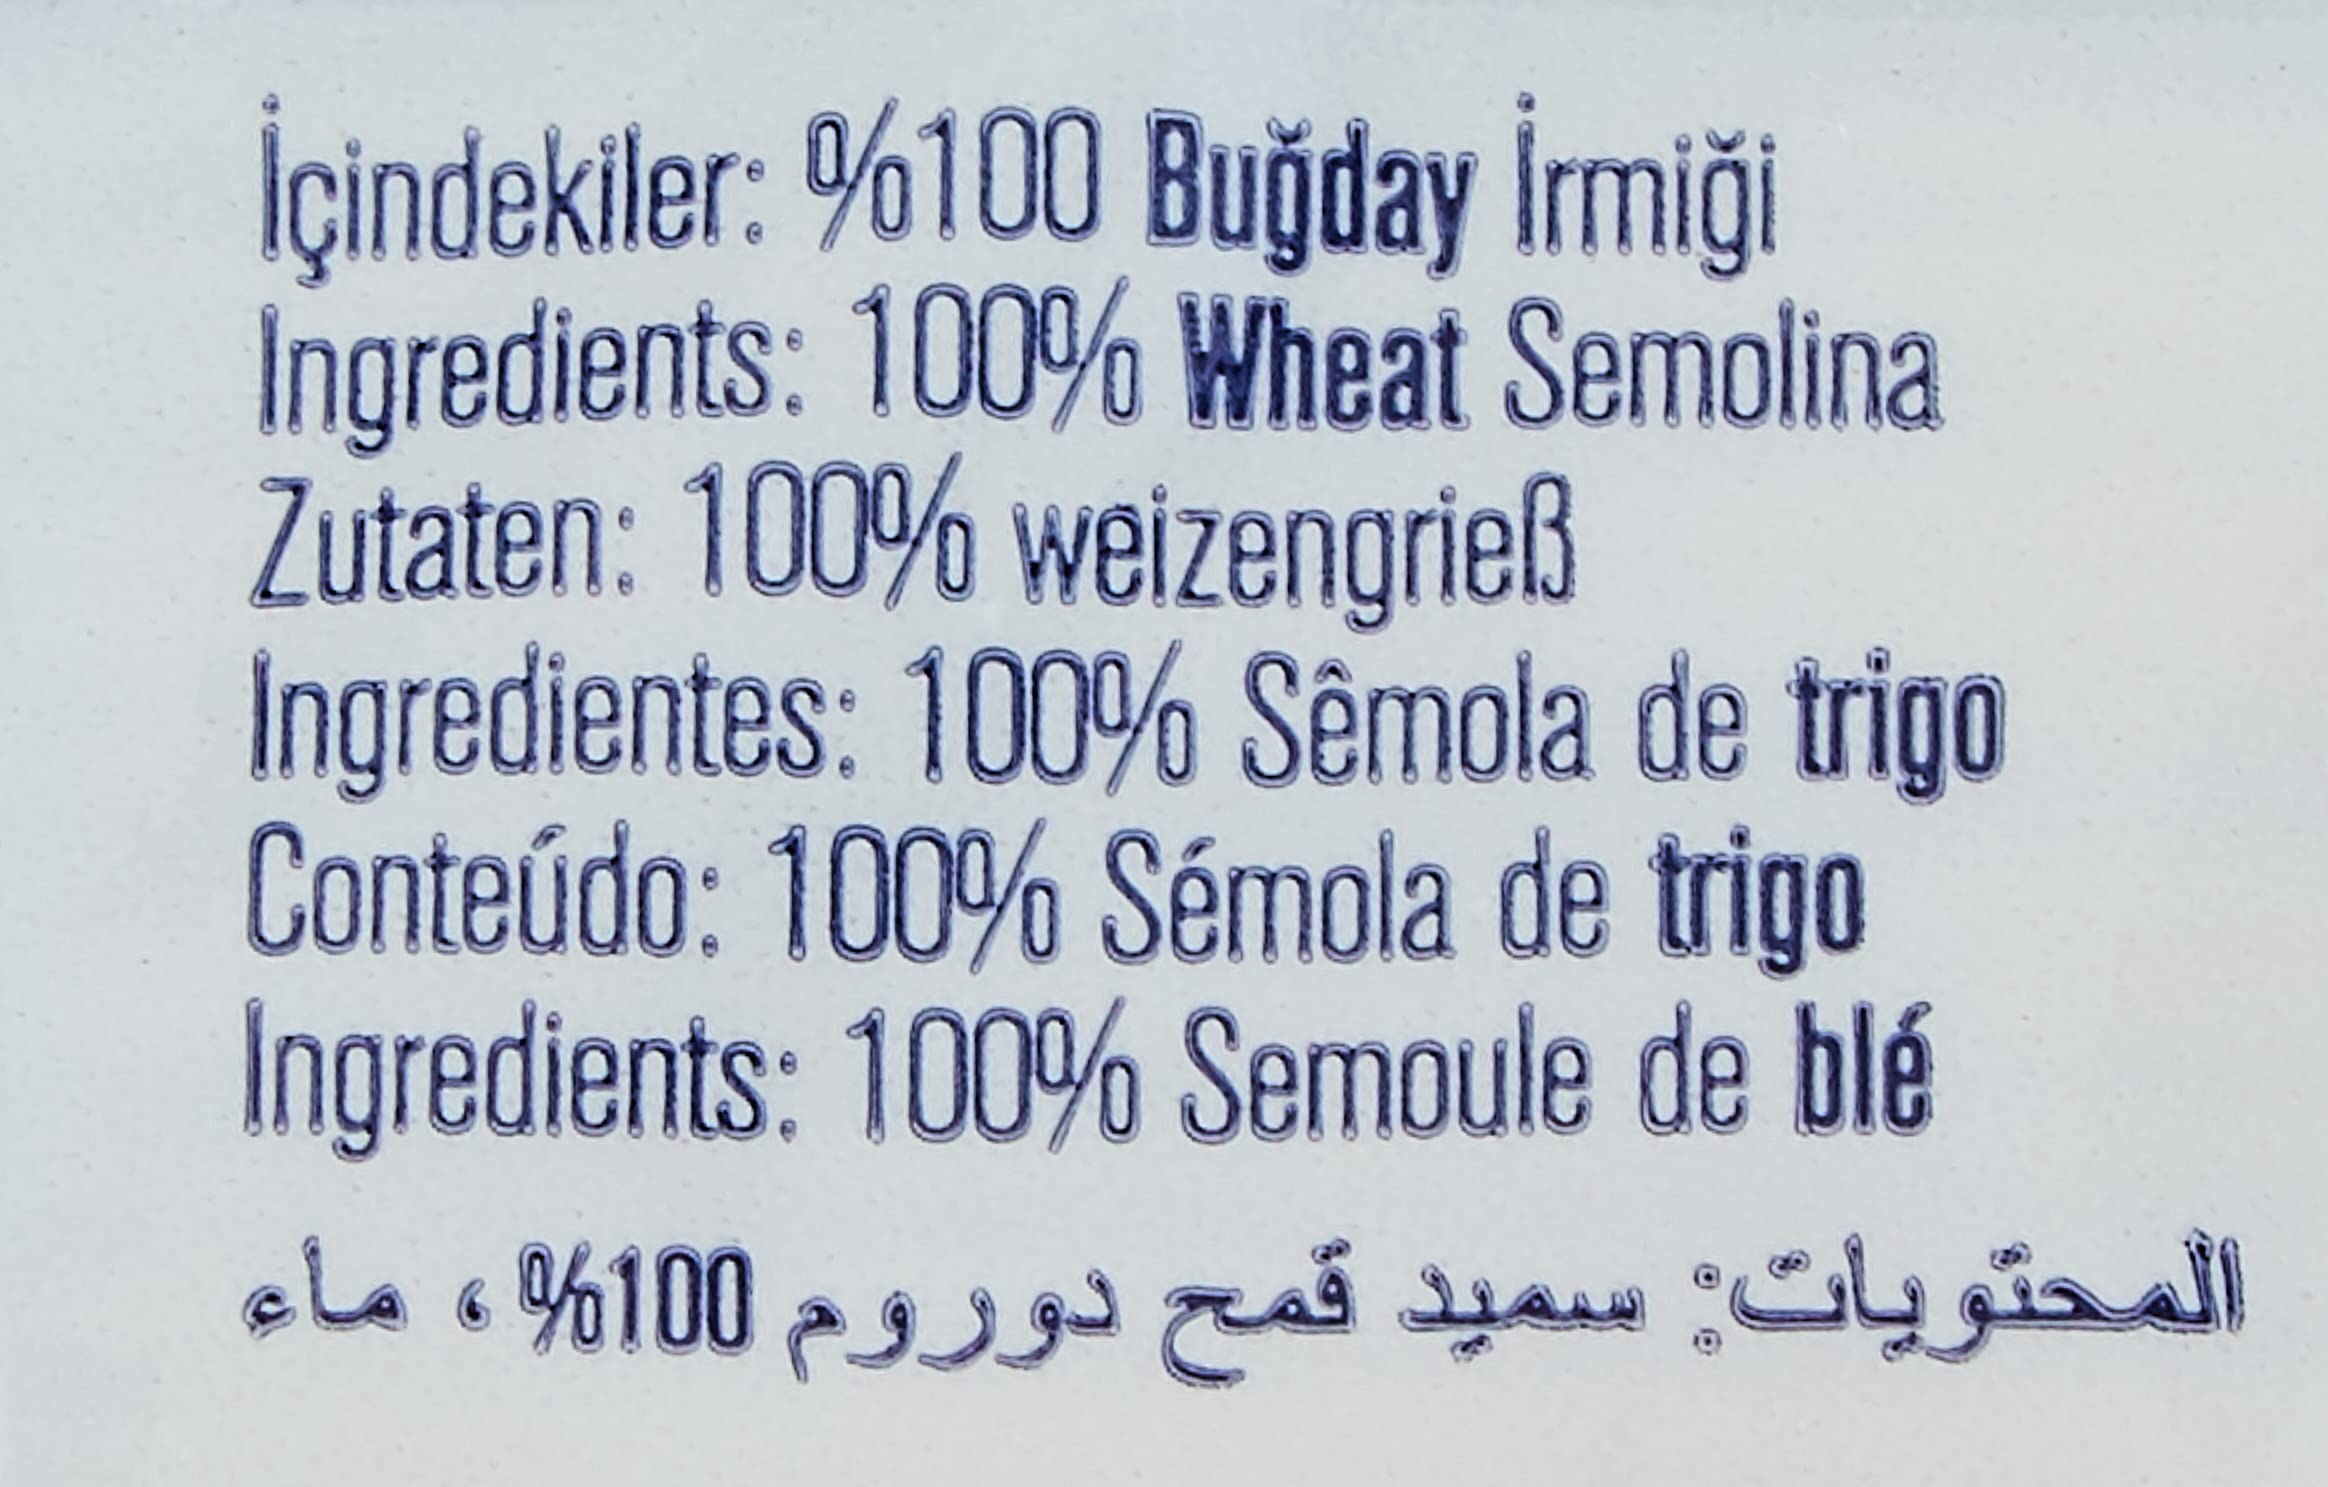 İçindekiler: %100 Buğday İrmiği
Ingredients: 100% Wheat Semolina
Zutaten: 100% weizengrieß
Ingredientes: 100% Sêmola de trigo
Conteúdo: 100% Sémola de trigo
Ingredients: 100% Semoule de blé
المحتويات: سميد قمح دوروم 100%، ماء